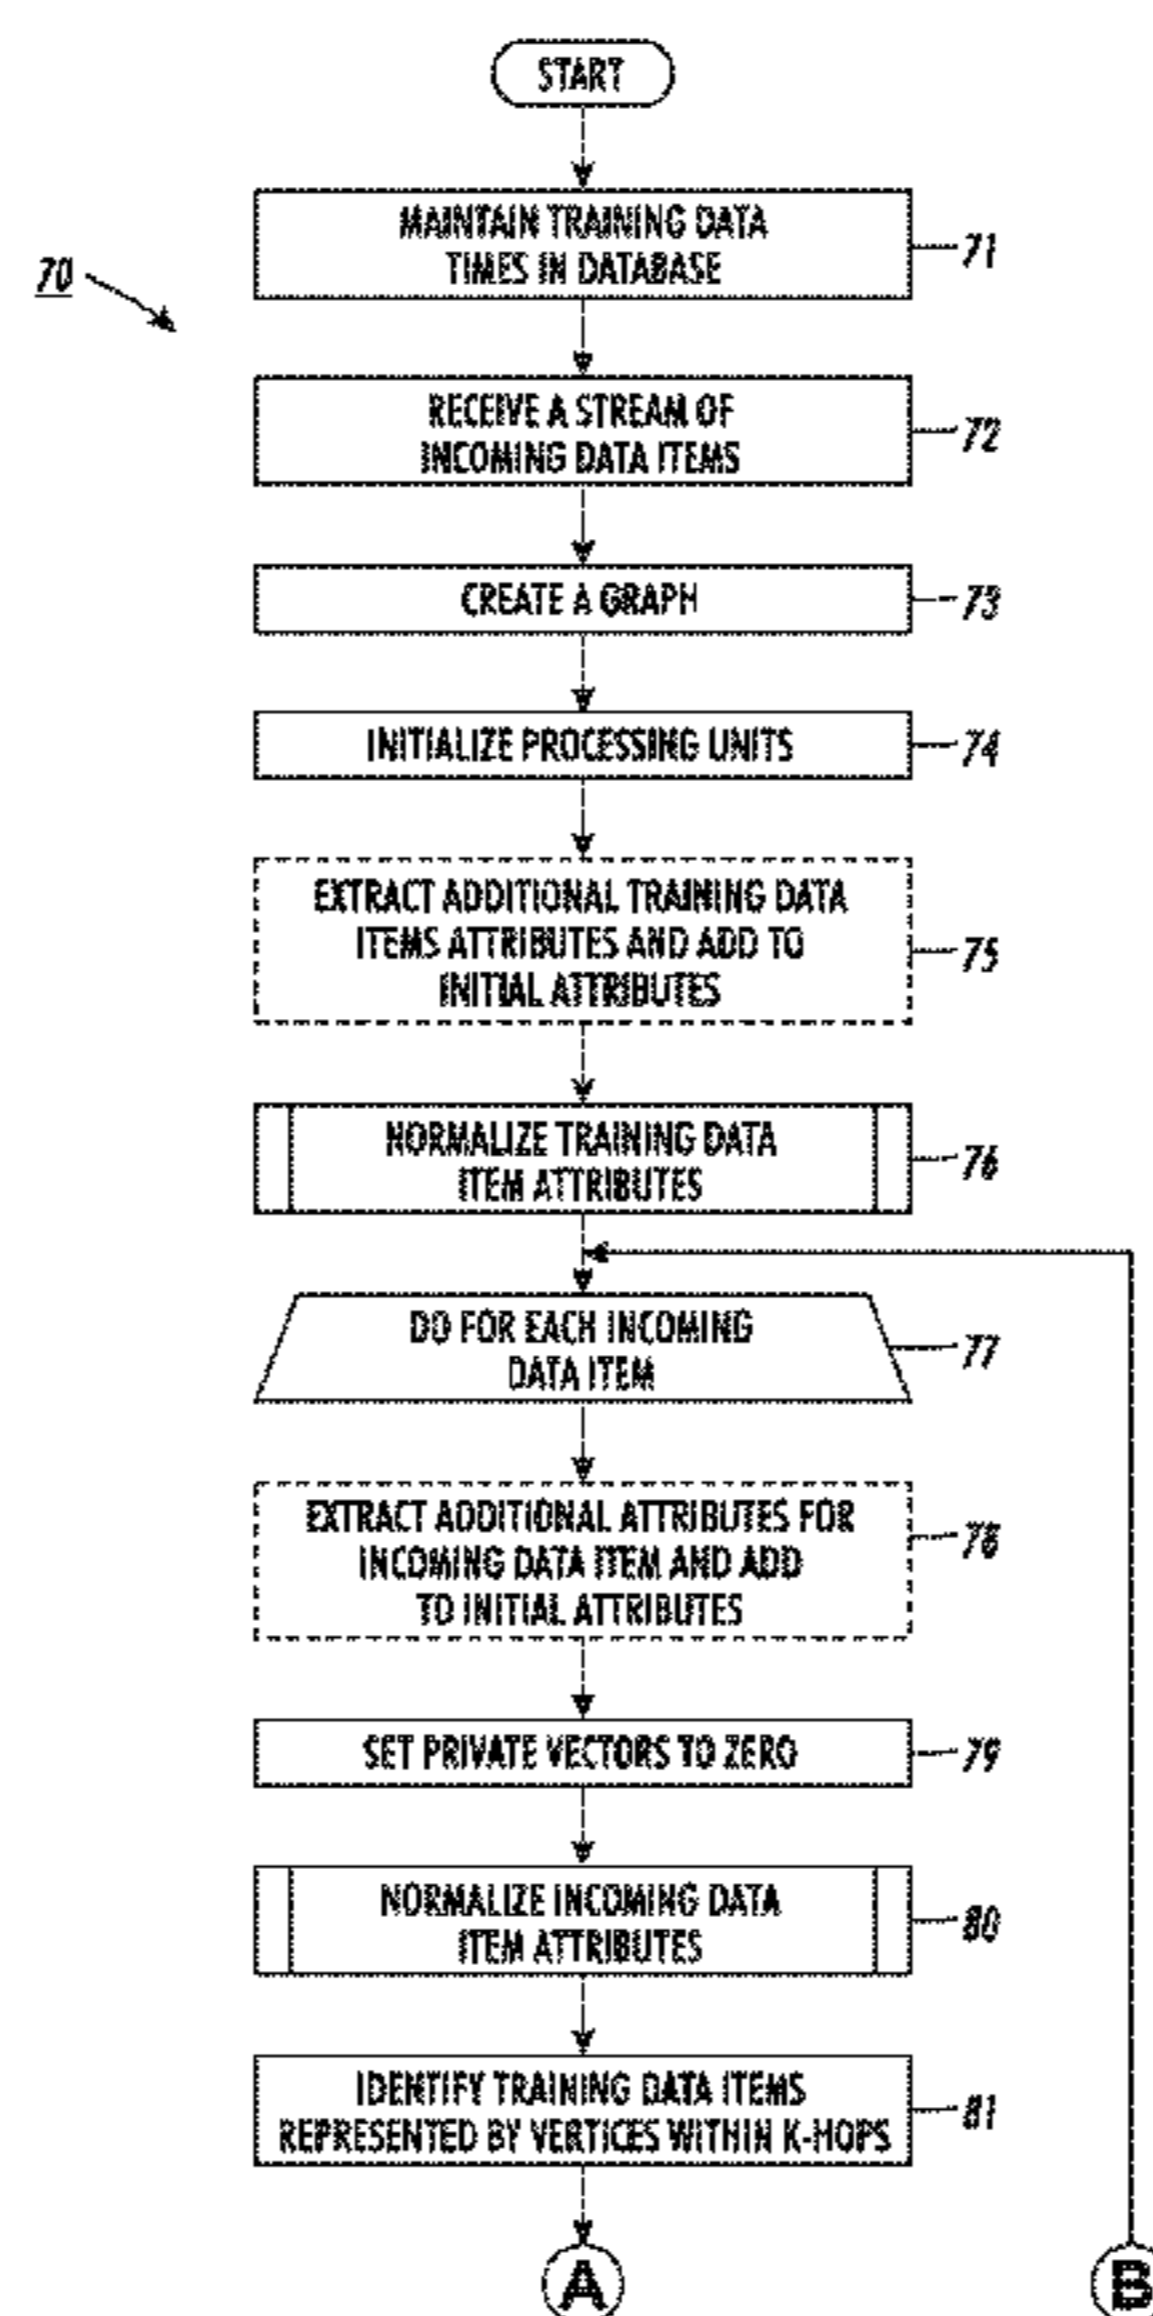 START
70
MAINTAIN TRAINING DATA
TIMES IN DATABASE
71
RECEIVE A STREAM OF
INCOMING DATA ITEMS
72
CREATE A GRAPH
73
INITIALIZE PROCESSING UNITS
74
EXTRACT ADDITIONAL TRAINING DATA
ITEMS ATTRIBUTES AND ADD TO
INITIAL ATTRIBUTES
75
NORMALIZE TRAINING DATA
ITEM ATTRIBUTES
76
DO FOR EACH INCOMING
DATA ITEM
77
EXTRACT ADDITIONAL ATTRIBUTES FOR
INCOMING DATA ITEM AND ADD
TO INITIAL ATTRIBUTES
78
SET PRIVATE VECTORS TO ZERO
79
NORMALIZE INCOMING DATA
ITEM ATTRIBUTES
80
IDENTIFY TRAINING DATA ITEMS
REPRESENTED BY VERTICES WITHIN K-HOPS
81
A
B